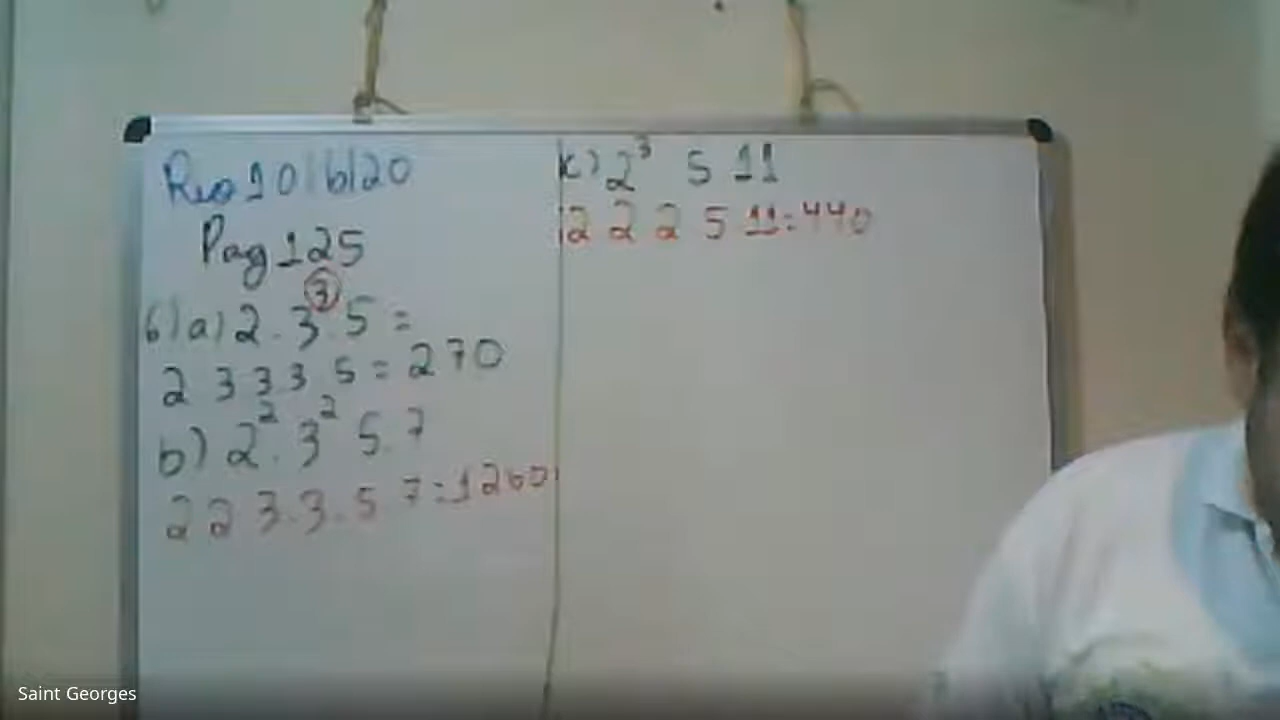 Rio 10/6/20
Pag 125
6) a) 2 . 3³ . 5 =
2 3 3 3 5 = 270
b) 2² . 3² 5 . 7
2 2 3 . 3 . 5 7 = 1260
c) 2³ 5 11
2 2 2 5 11 = 440
Saint Georges